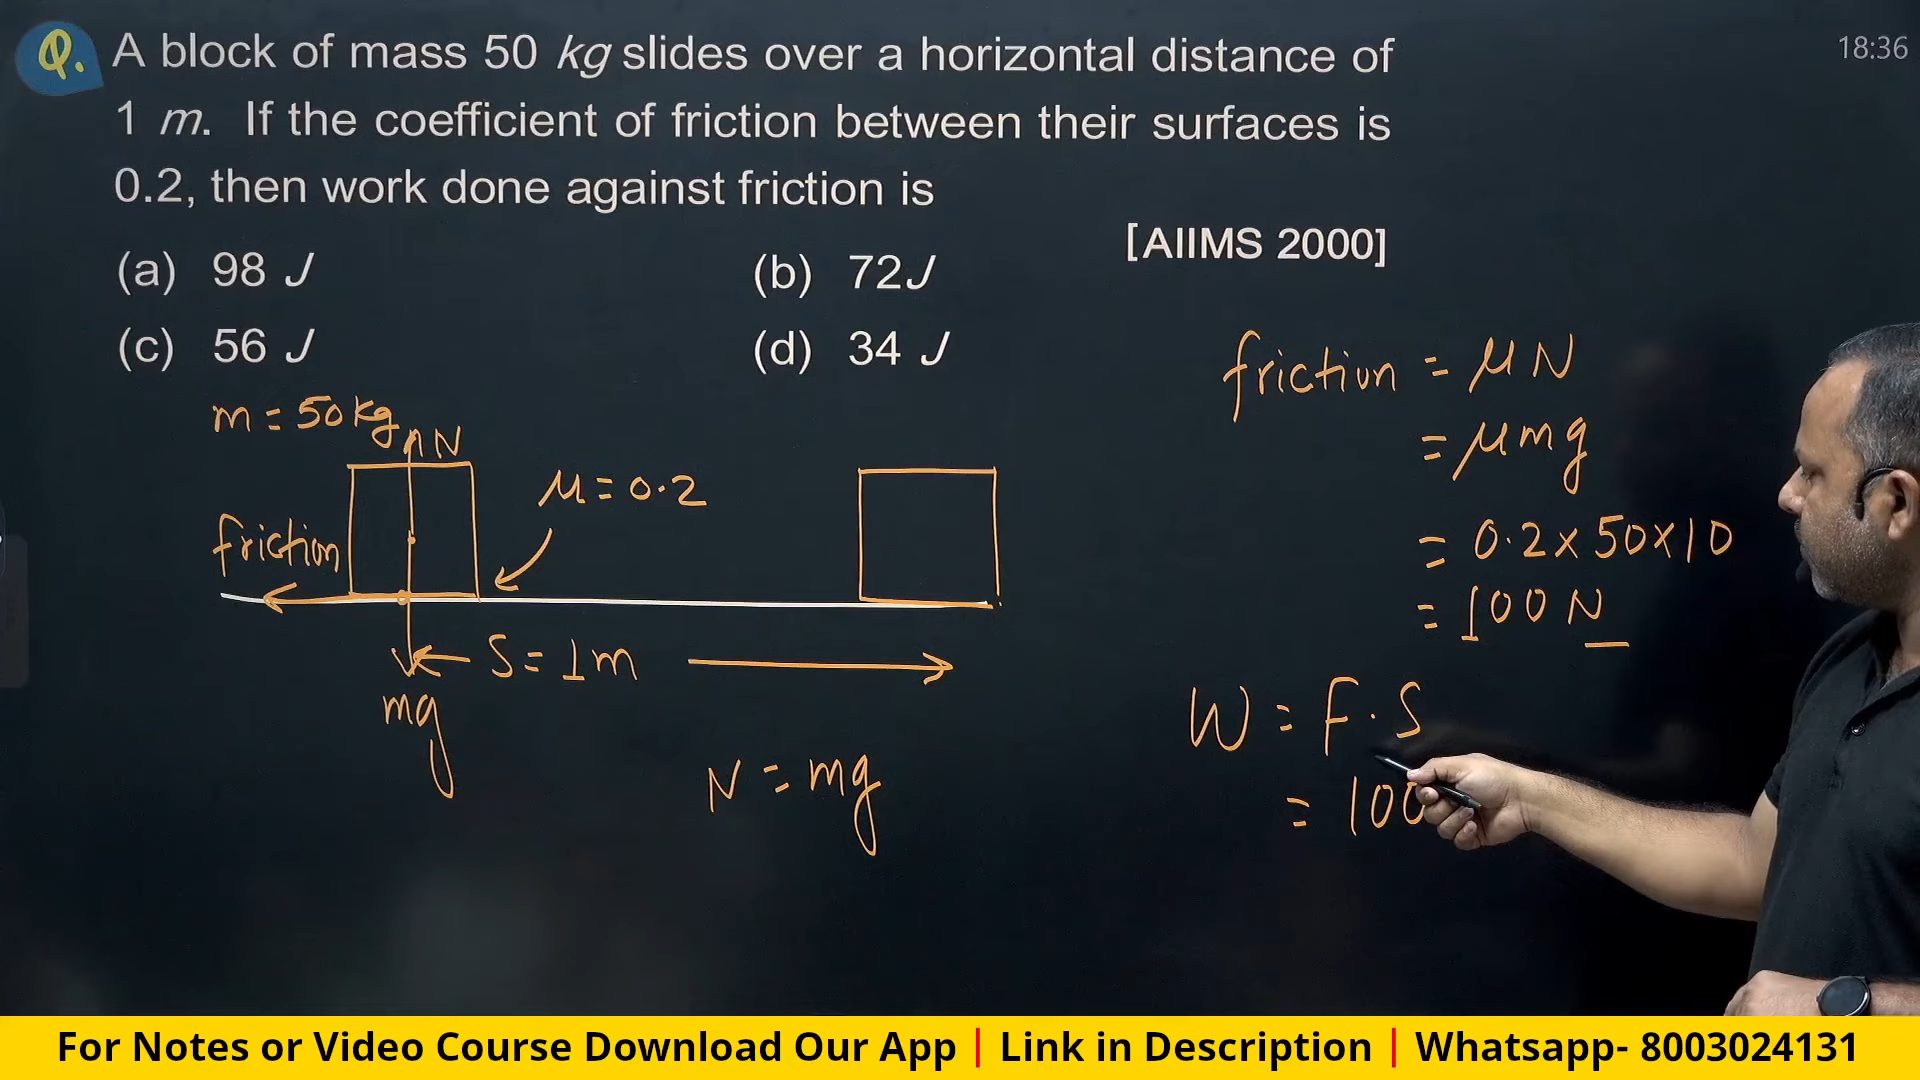 Q. A block of mass 50 kg slides over a horizontal distance of
1 m. If the coefficient of friction between their surfaces is
0.2, then work done against friction is
[AIIMS 2000]
(a) 98 J (b) 72J
(c) 56 J (d) 34 J
18:36
m = 50kg
N
friction
μ = 0.2
S = 1m
mg
N = mg
friction = μN
= μmg
= 0.2 × 50 × 10
= 100 N
W = F·S
= 100
For Notes or Video Course Download Our App | Link in Description | Whatsapp- 8003024131